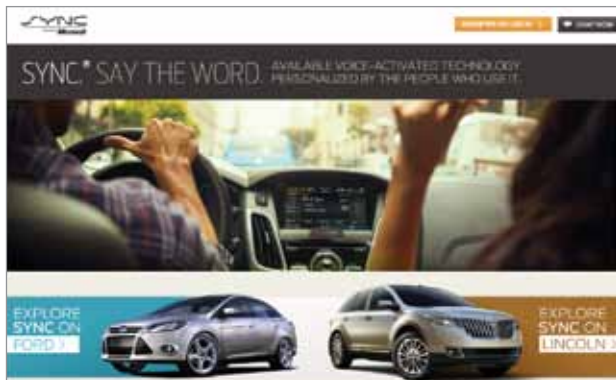 SYNC
Microsoft
SYNC.® SAY THE WORD.
AVAILABLE VOICE-ACTIVATED TECHNOLOGY
PERSONALIZED BY THE PEOPLE WHO USE IT.
EXPLORE
SYNC ON
FORD >
EXPLORE
SYNC ON
LINCOLN >